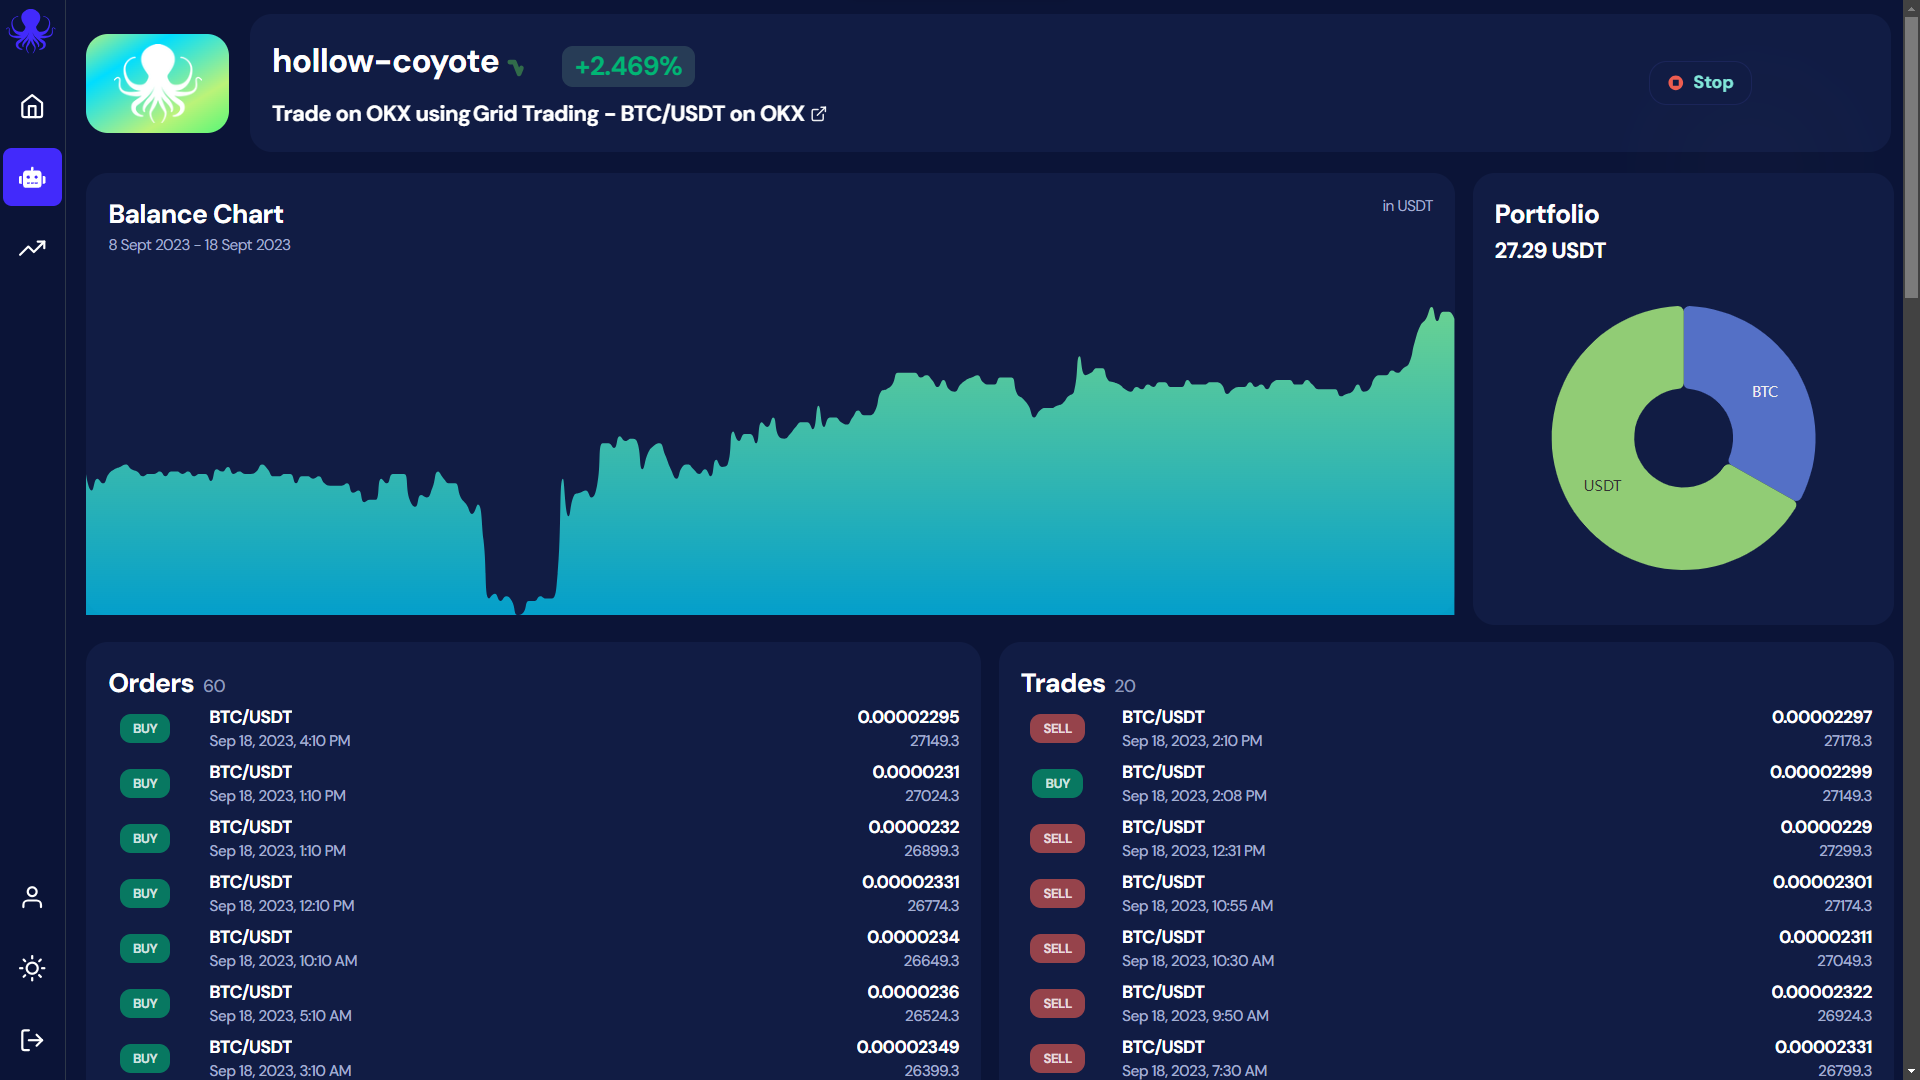 hollow-coyote
+2.469%
Stop
Trade on OKX using Grid Trading - BTC/USDT on OKX
Balance Chart
in USDT
8 Sept 2023 - 18 Sept 2023
Portfolio
27.29 USDT
BTC
USDT
Orders 60
BUY BTC/USDT 0.00002295
Sep 18, 2023, 4:10 PM 27149.3
BUY BTC/USDT 0.0000231
Sep 18, 2023, 1:10 PM 27024.3
BUY BTC/USDT 0.0000232
Sep 18, 2023, 1:10 PM 26899.3
BUY BTC/USDT 0.00002331
Sep 18, 2023, 12:10 PM 26774.3
BUY BTC/USDT 0.0000234
Sep 18, 2023, 10:10 AM 26649.3
BUY BTC/USDT 0.0000236
Sep 18, 2023, 5:10 AM 26524.3
BUY BTC/USDT 0.00002349
Sep 18, 2023, 3:10 AM 26399.3
Trades 20
SELL BTC/USDT 0.00002297
Sep 18, 2023, 2:10 PM 27178.3
BUY BTC/USDT 0.00002299
Sep 18, 2023, 2:08 PM 27149.3
SELL BTC/USDT 0.0000229
Sep 18, 2023, 12:31 PM 27299.3
SELL BTC/USDT 0.00002301
Sep 18, 2023, 10:55 AM 27174.3
SELL BTC/USDT 0.00002311
Sep 18, 2023, 10:30 AM 27049.3
SELL BTC/USDT 0.00002322
Sep 18, 2023, 9:50 AM 26924.3
SELL BTC/USDT 0.00002331
Sep 18, 2023, 7:30 AM 26799.3